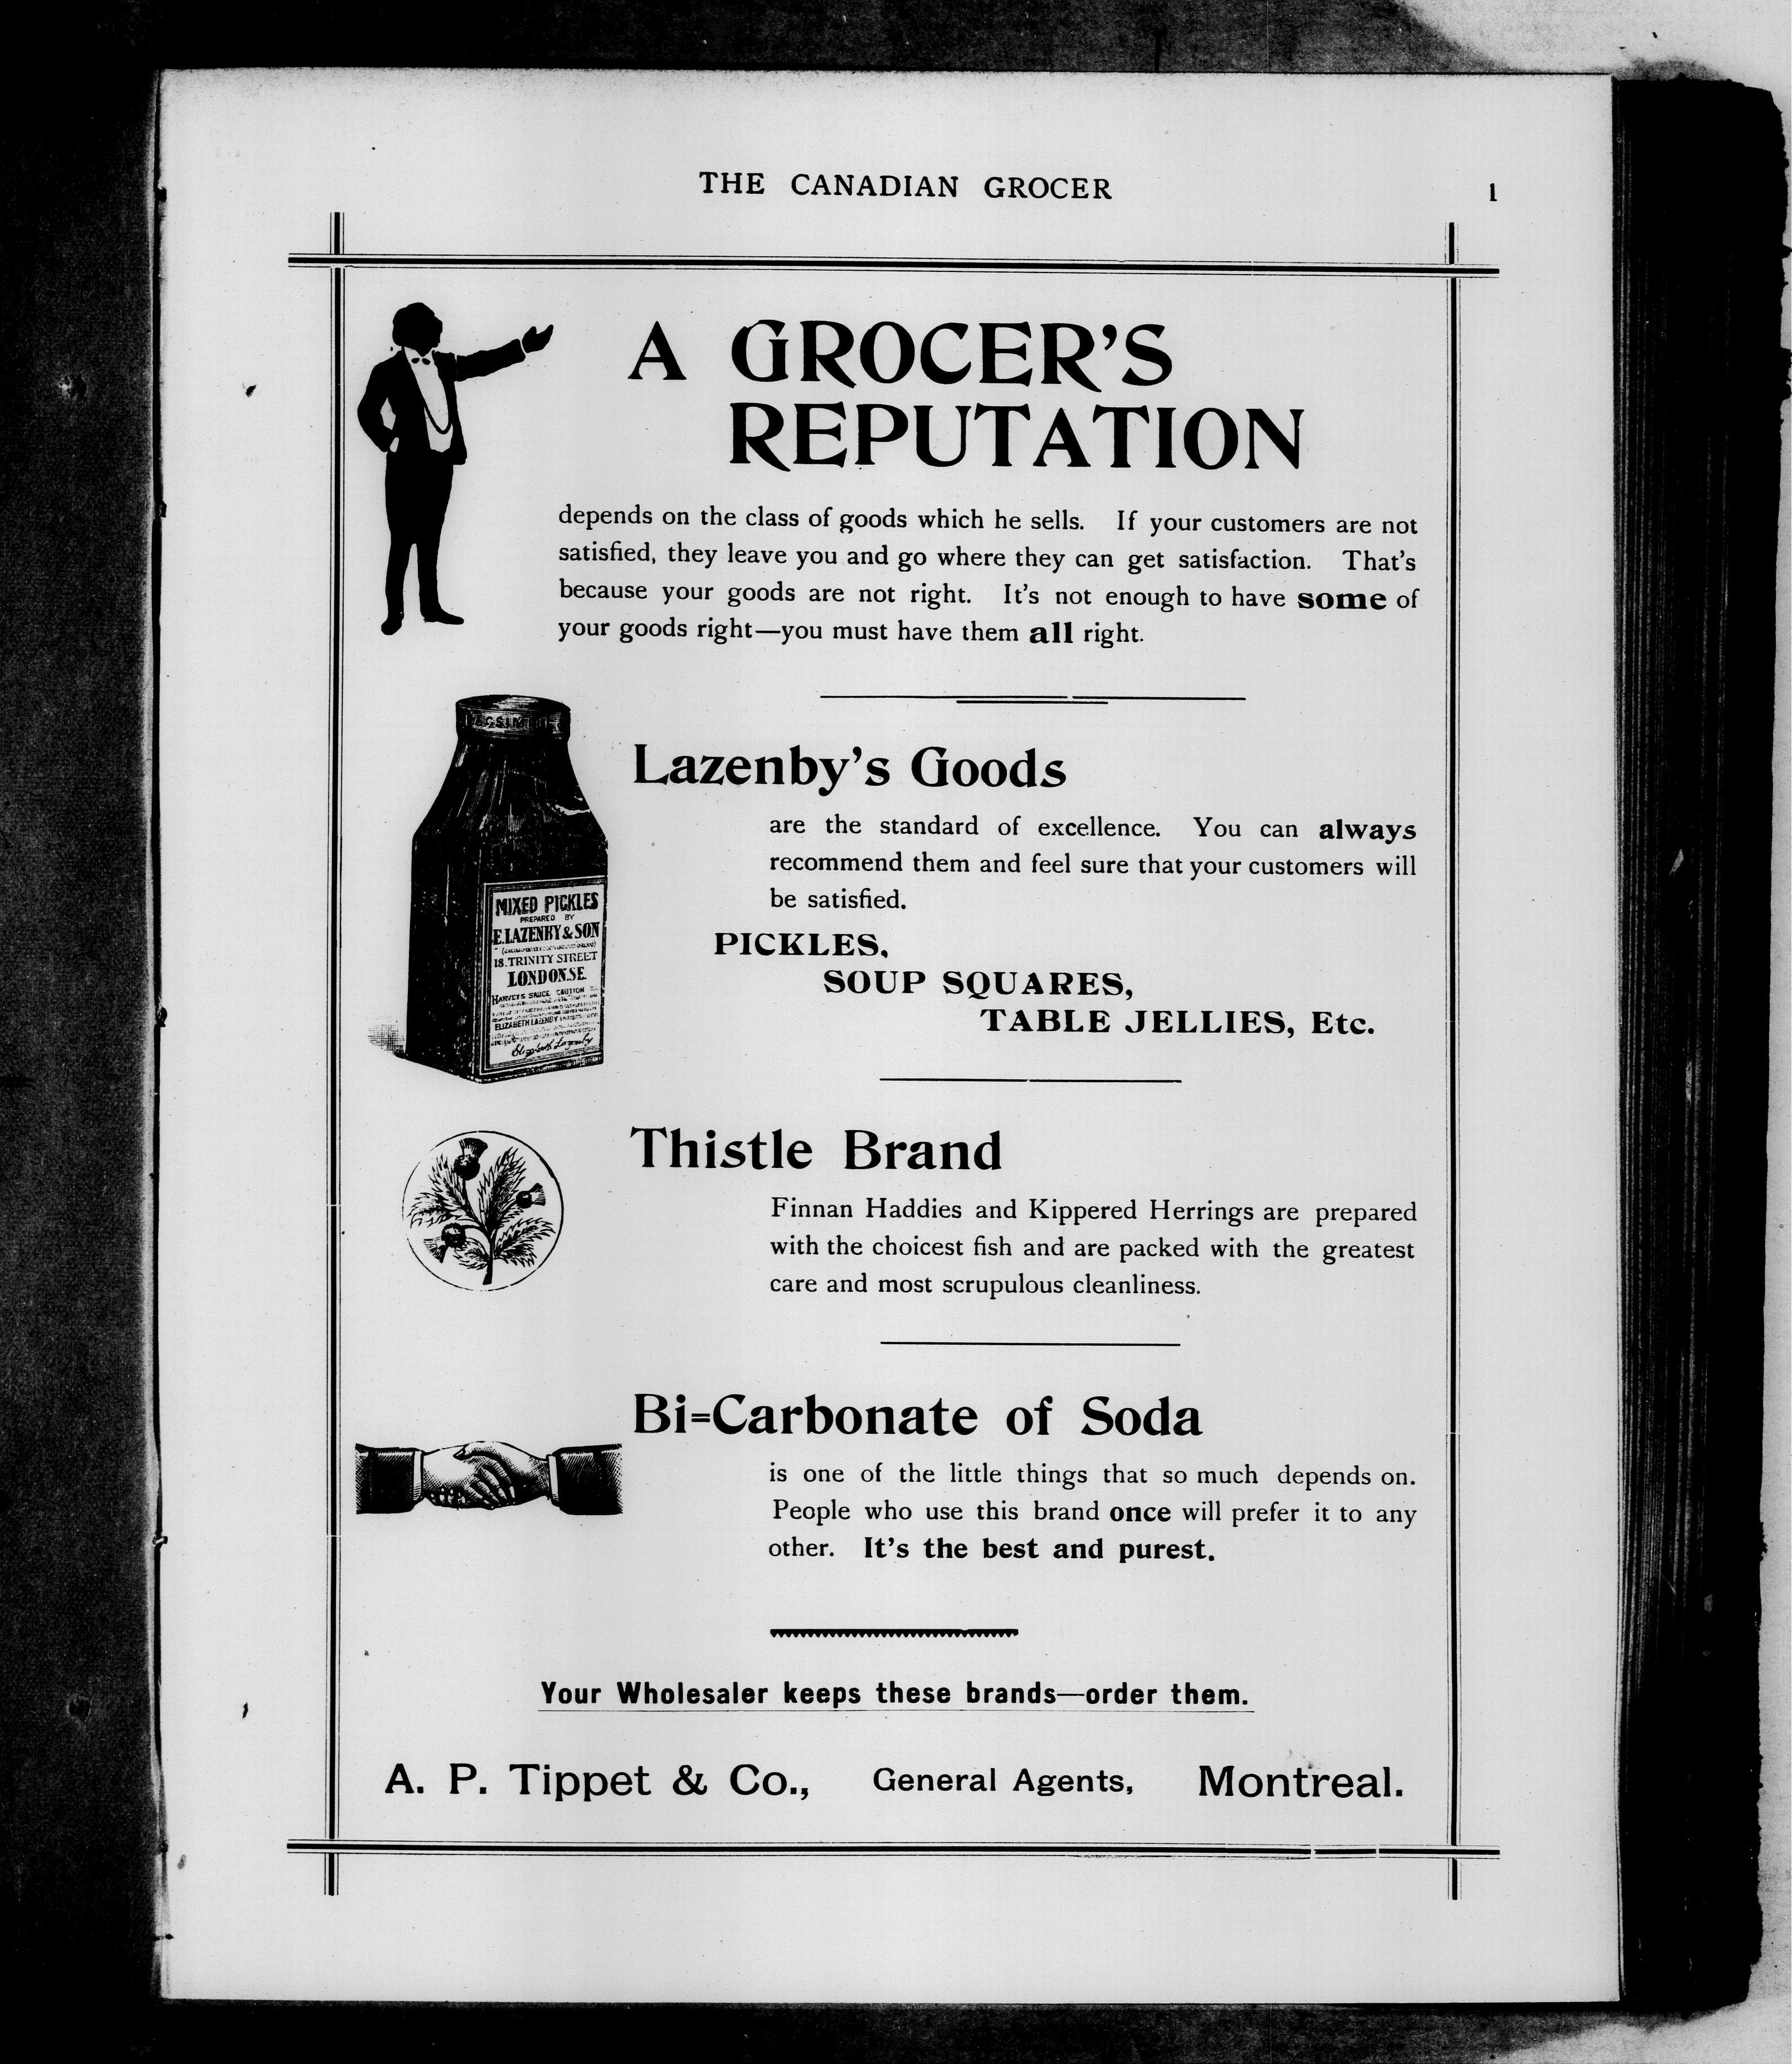 THE CANADIAN GROCER 1
A GROCER'S
REPUTATION
depends on the class of goods which he sells. If your customers are not
satisfied, they leave you and go where they can get satisfaction. That's
because your goods are not right. It's not enough to have some of
your goods right—you must have them all right.
FACSIMILE
MIXED PICKLES
PREPARED BY
E. LAZENBY & SON
18. TRINITY STREET
LONDON.S.E.
HARVEYS SAUCE CAUTION
ELIZABETH LAZENBY
Elizabeth Lazenby
Lazenby's Goods
are the standard of excellence. You can always
recommend them and feel sure that your customers will
be satisfied.
PICKLES,
SOUP SQUARES,
TABLE JELLIES, Etc.
Thistle Brand
Finnan Haddies and Kippered Herrings are prepared
with the choicest fish and are packed with the greatest
care and most scrupulous cleanliness.
Bi-Carbonate of Soda
is one of the little things that so much depends on.
People who use this brand once will prefer it to any
other. It's the best and purest.
Your Wholesaler keeps these brands—order them.
A. P. Tippet & Co., General Agents, Montreal.